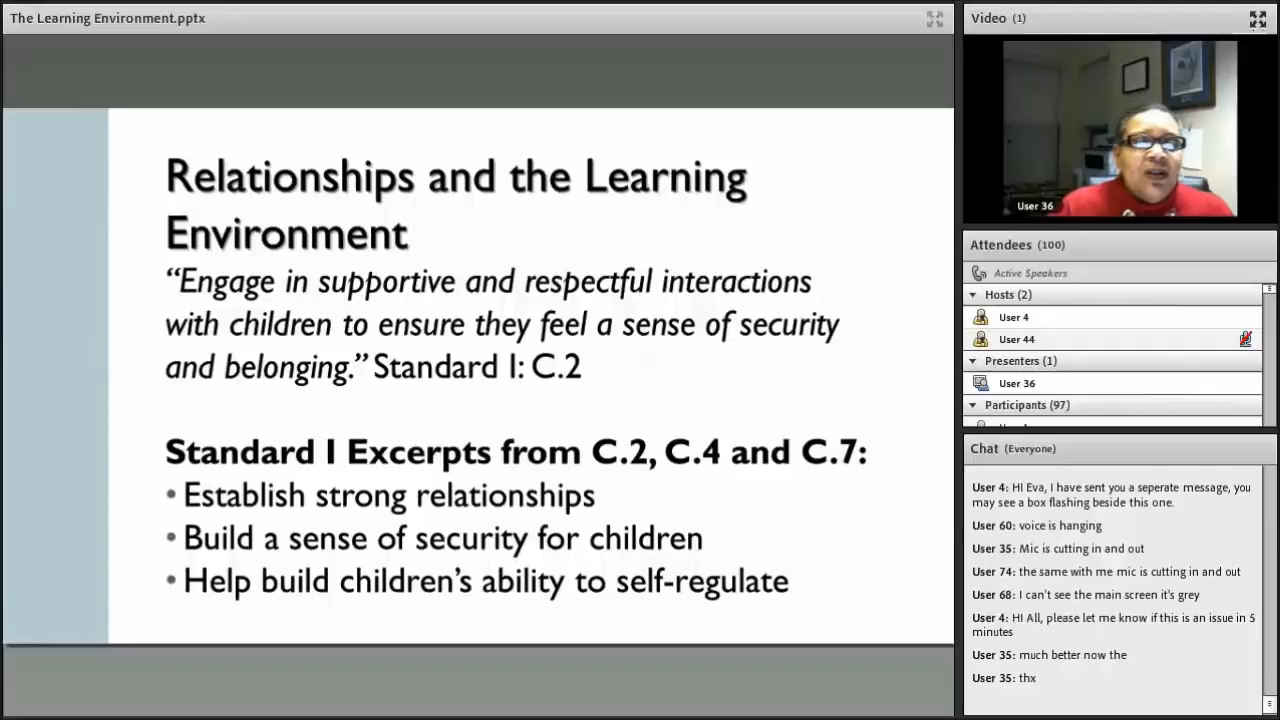 The Learning Environment.pptx
Relationships and the Learning
Environment
“Engage in supportive and respectful interactions
with children to ensure they feel a sense of security
and belonging.” Standard I: C.2
Standard I Excerpts from C.2, C.4 and C.7:
• Establish strong relationships
• Build a sense of security for children
• Help build children’s ability to self-regulate
Video (1)
User 36
Attendees (100)
Active Speakers
Hosts (2)
User 4
User 44
Presenters (1)
User 36
Participants (97)
Chat (Everyone)
User 4: HI Eva, I have sent you a seperate message, you
may see a box flashing beside this one.
User 60: voice is hanging
User 35: Mic is cutting in and out
User 74: the same with me mic is cutting in and out
User 68: I can't see the main screen it's grey
User 4: HI All, please let me know if this is an issue in 5
minutes
User 35: much better now the
User 35: thx